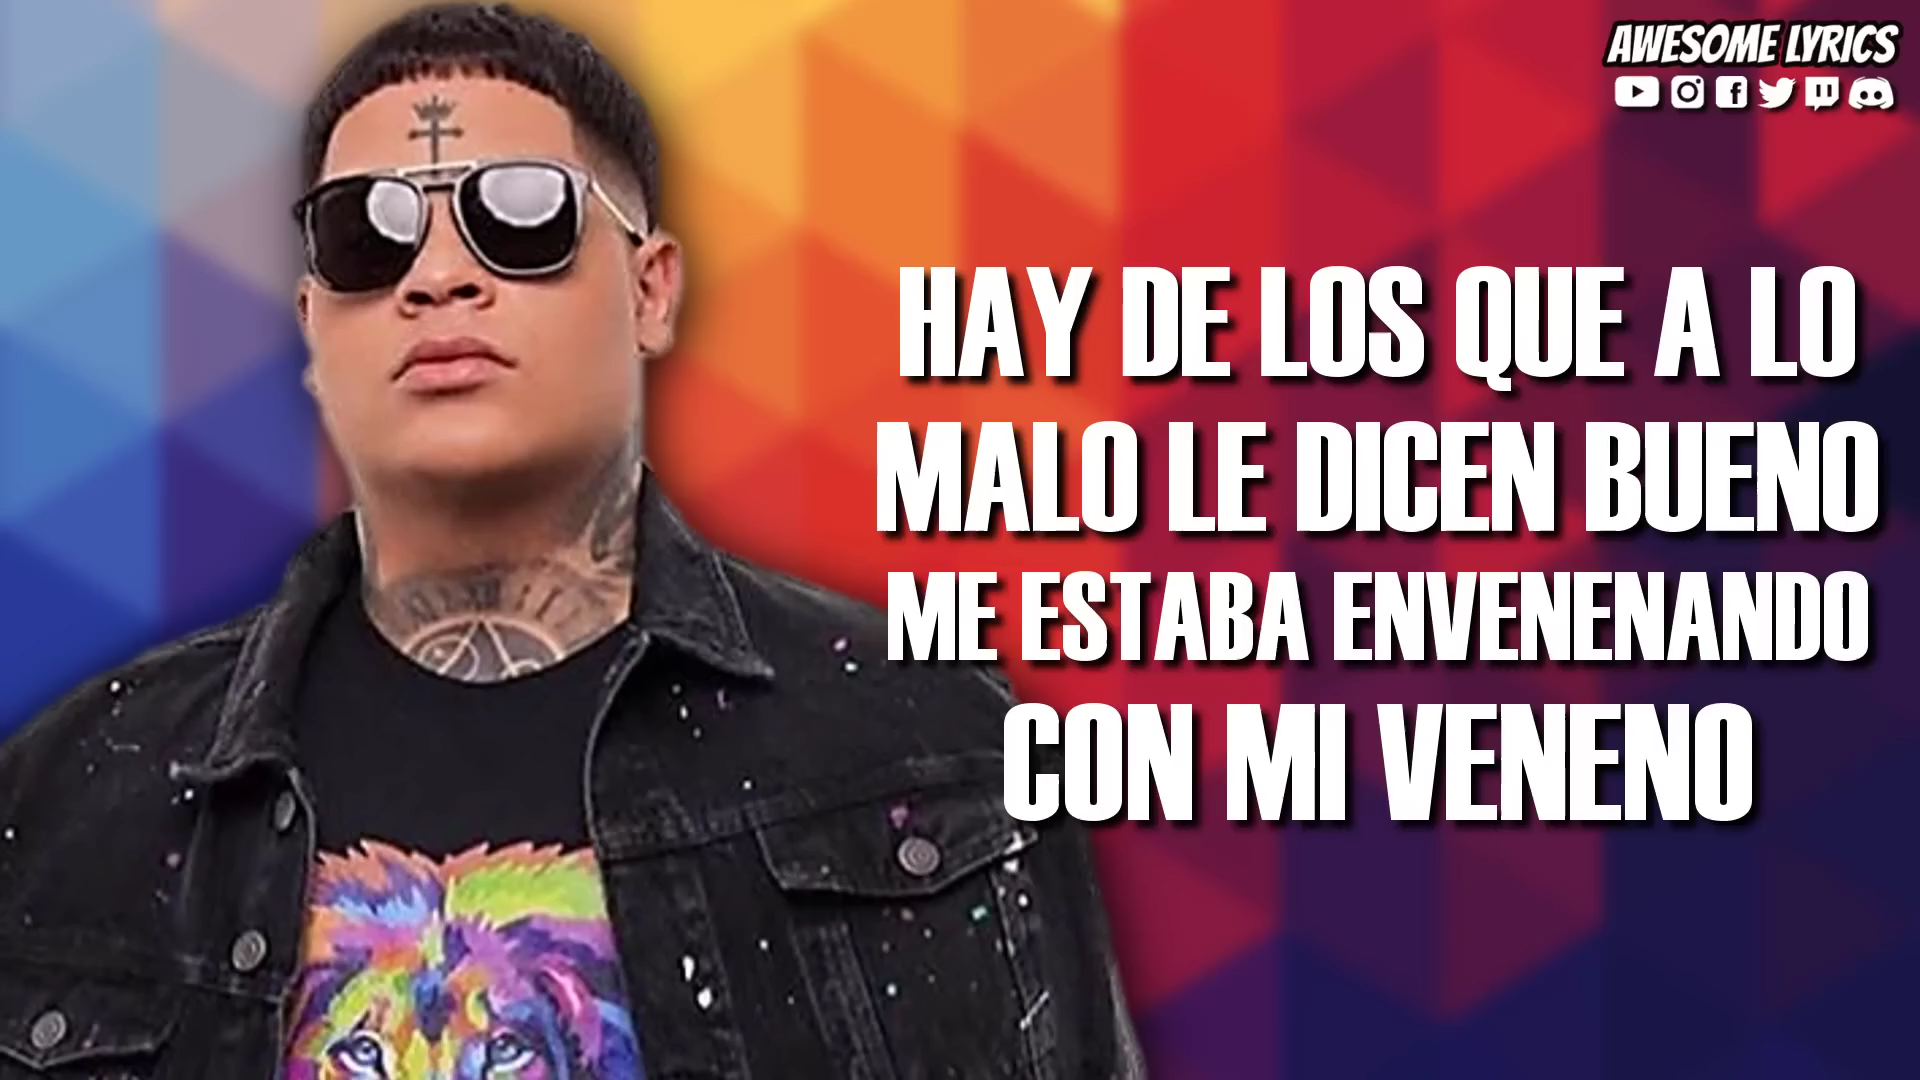 AWESOME LYRICS
HAY DE LOS QUE A LO
MALO LE DICEN BUENO
ME ESTABA ENVENENANDO
CON MI VENENO